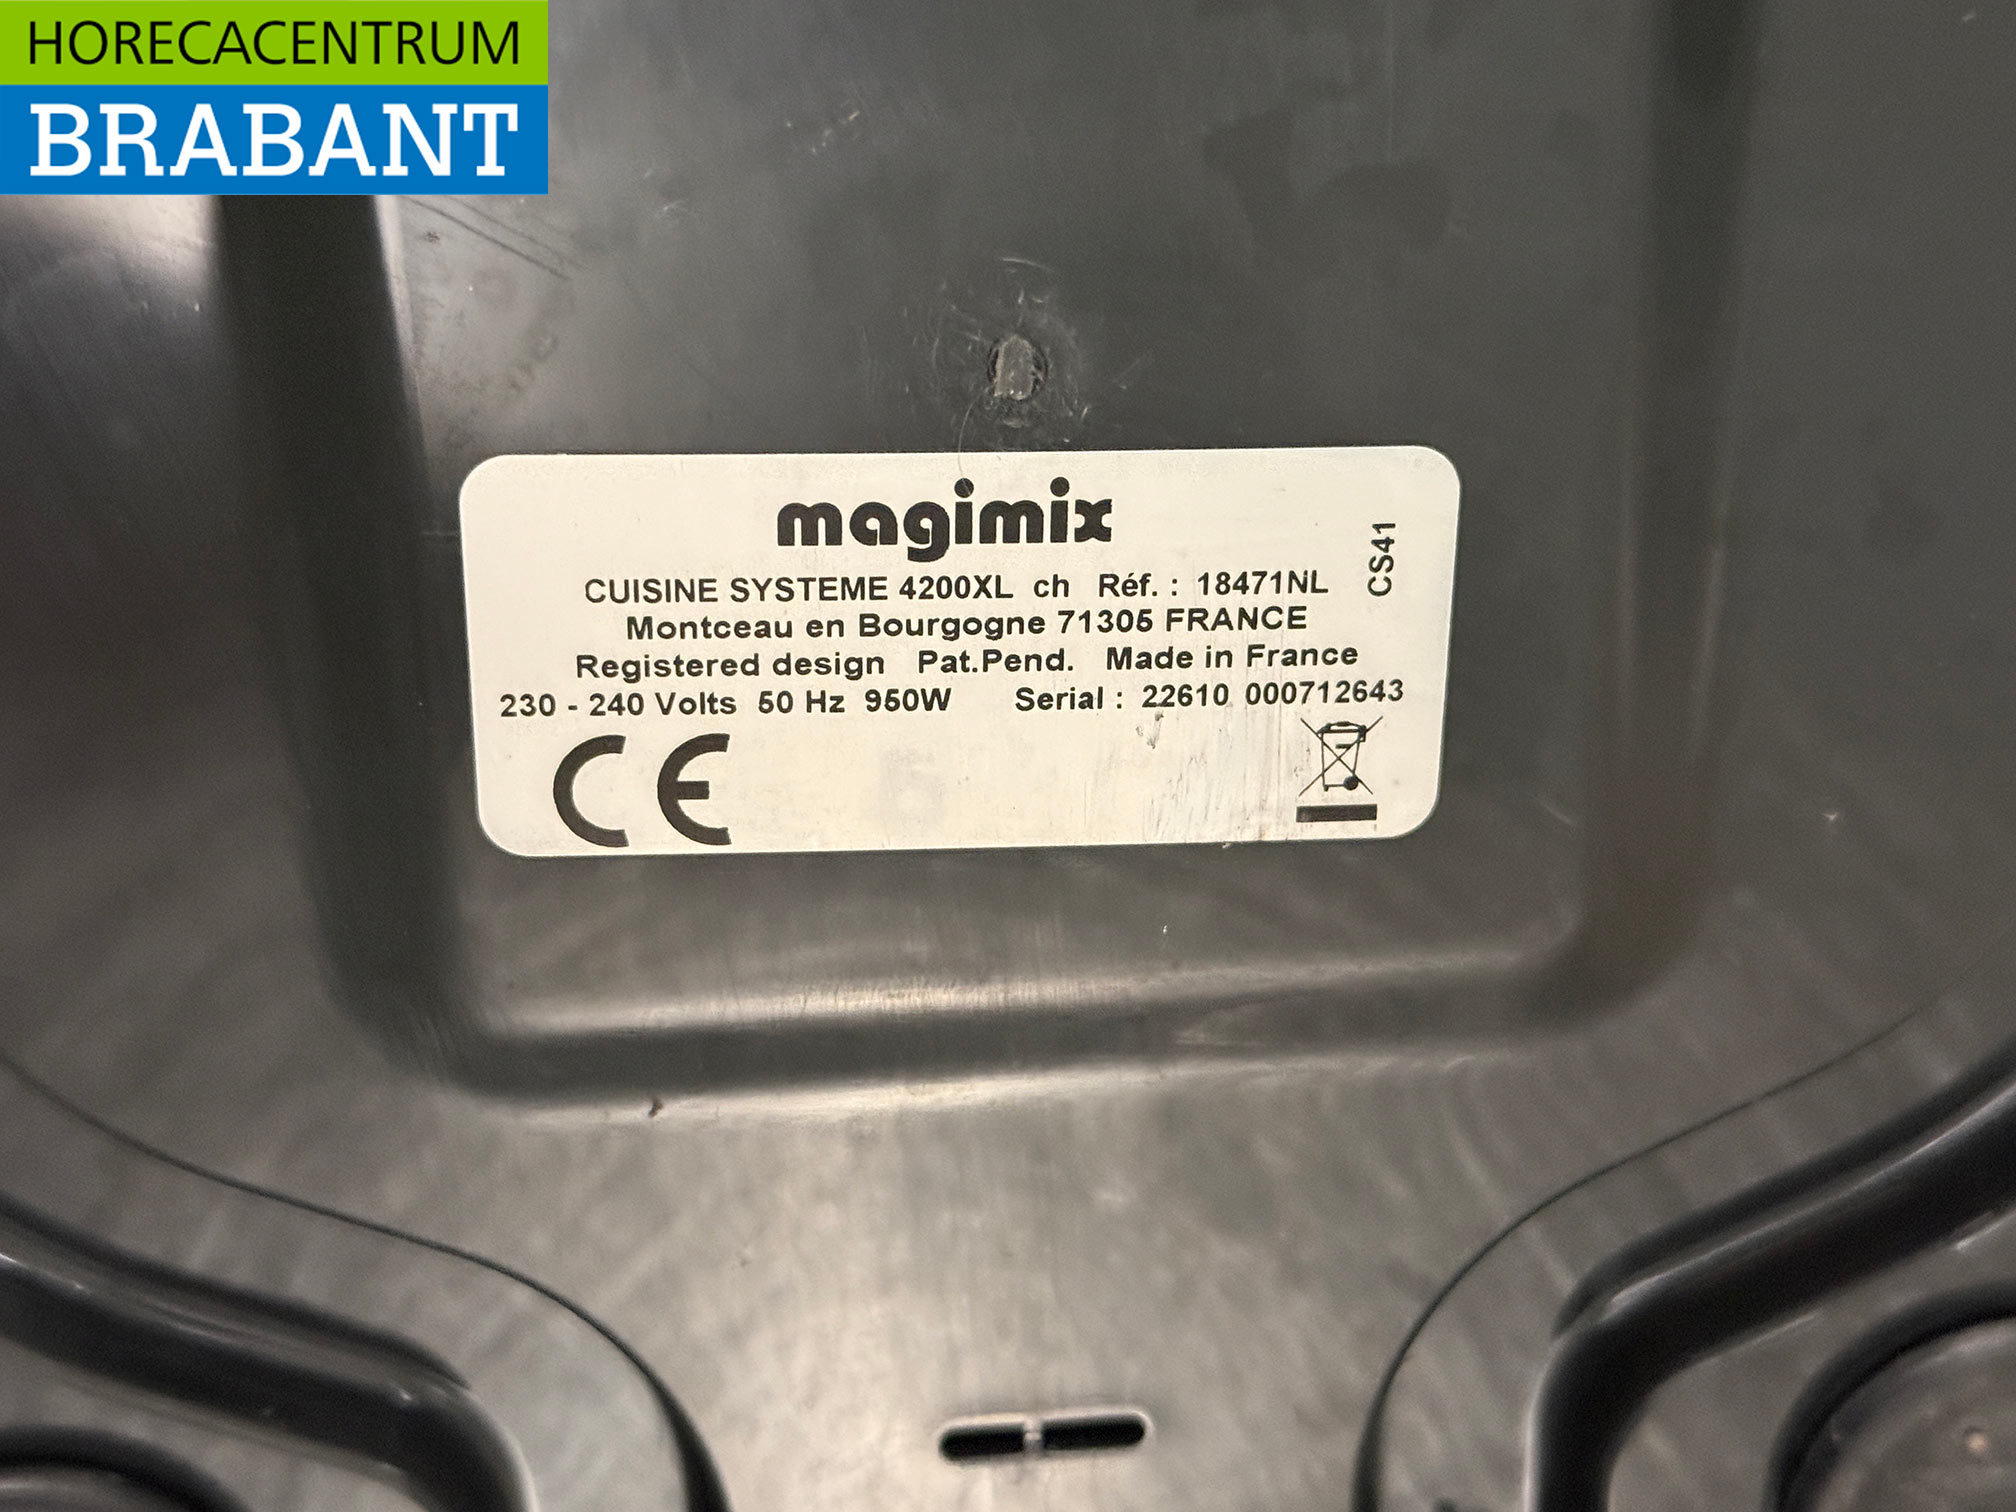 HORECACENTRUM
BRABANT
magimix
CUISINE SYSTEME 4200XL ch Réf. : 18471NL
CS41
Montceau en Bourgogne 71305 FRANCE
Registered design Pat.Pend. Made in France
230 - 240 Volts 50 Hz 950W Serial : 22610 000712643
CE